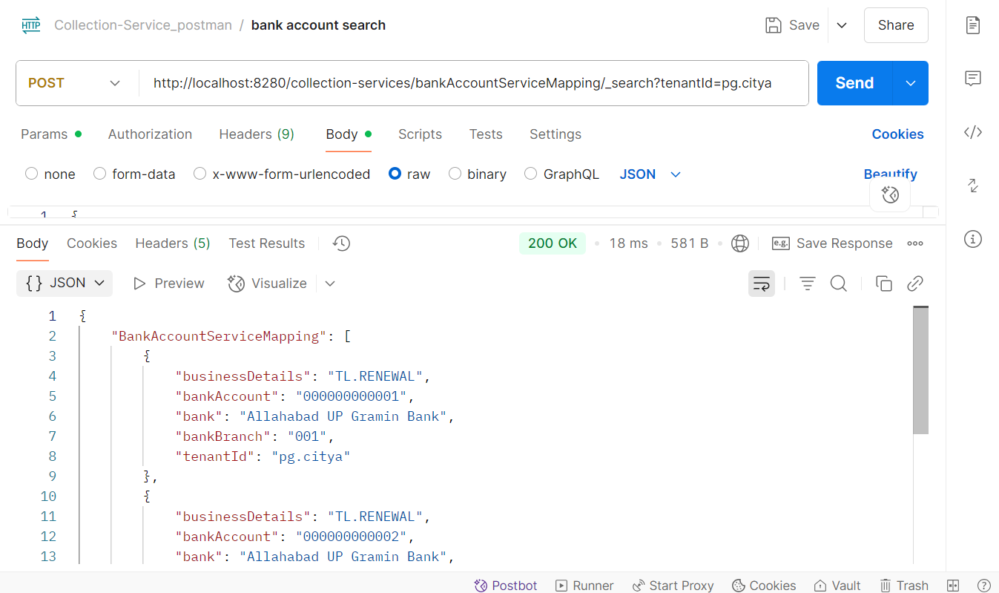 HTTP Collection-Service_postman / bank account search Save Share
POST http://localhost:8280/collection-services/bankAccountServiceMapping/_search?tenantId=pg.citya Send
Params Authorization Headers (9) Body Scripts Tests Settings Cookies
none form-data x-www-form-urlencoded raw binary GraphQL JSON Beautify
1 {
Body Cookies Headers (5) Test Results 200 OK 18 ms 581 B e.g. Save Response
{} JSON Preview Visualize
1 {
2 "BankAccountServiceMapping": [
3 {
4 "businessDetails": "TL.RENEWAL",
5 "bankAccount": "000000000001",
6 "bank": "Allahabad UP Gramin Bank",
7 "bankBranch": "001",
8 "tenantId": "pg.citya"
9 },
10 {
11 "businessDetails": "TL.RENEWAL",
12 "bankAccount": "000000000002",
13 "bank": "Allahabad UP Gramin Bank",
Postbot Runner Start Proxy Cookies Vault Trash